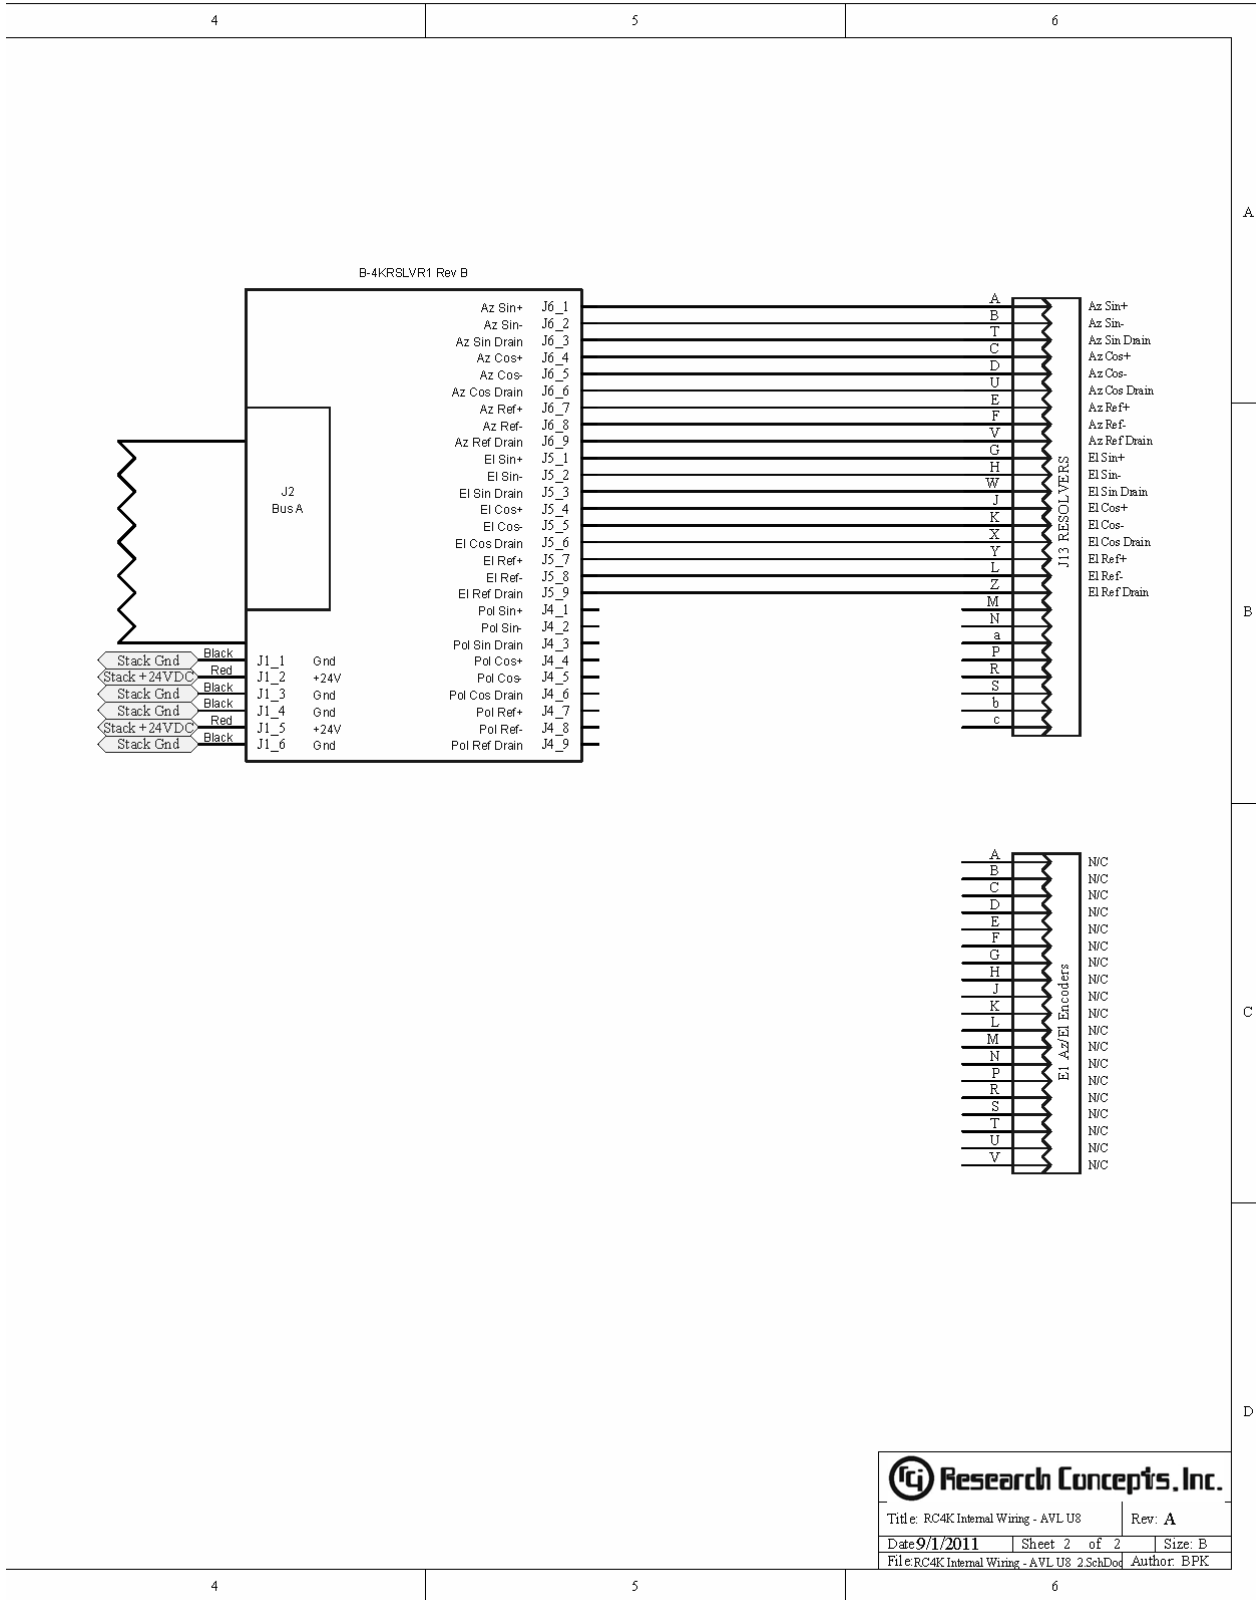 4 5 6
A
B-4KRSLVR1 Rev B
Az Sin+ J6_1 A Az Sin+
Az Sin- J6_2 B Az Sin-
Az Sin Drain J6_3 T Az Sin Drain
Az Cos+ J6_4 C Az Cos+
Az Cos- J6_5 D Az Cos-
Az Cos Drain J6_6 U Az Cos Drain
Az Ref+ J6_7 E Az Ref+
Az Ref- J6_8 F Az Ref-
Az Ref Drain J6_9 V Az Ref Drain
El Sin+ J5_1 G El Sin+
El Sin- J5_2 H El Sin-
El Sin Drain J5_3 W El Sin Drain
El Cos+ J5_4 J El Cos+
El Cos- J5_5 K El Cos-
El Cos Drain J5_6 X El Cos Drain
El Ref+ J5_7 Y El Ref+
El Ref- J5_8 L El Ref-
El Ref Drain J5_9 Z El Ref Drain
Pol Sin+ J4_1 M
Pol Sin- J4_2 N
Pol Sin Drain J4_3 a
Pol Cos+ J4_4 P
Pol Cos- J4_5 R
Pol Cos Drain J4_6 S
Pol Ref+ J4_7 b
Pol Ref- J4_8 c
Pol Ref Drain J4_9
J2
Bus A
J13 RESOLVERS
B
Stack Gnd Black J1_1 Gnd
Stack +24VDC Red J1_2 +24V
Stack Gnd Black J1_3 Gnd
Stack Gnd Black J1_4 Gnd
Stack +24VDC Red J1_5 +24V
Stack Gnd Black J1_6 Gnd
A N/C
B N/C
C N/C
D N/C
E N/C
F N/C
G N/C
H N/C
J N/C
K N/C
L N/C
M N/C
N N/C
P N/C
R N/C
S N/C
T N/C
U N/C
V N/C
E1 Az/El Encoders
C
D
rci Research Concepts, Inc.
Title: RC4K Internal Wiring - AVL U8 Rev: A
Date 9/1/2011 Sheet 2 of 2 Size: B
File: RC4K Internal Wiring - AVL U8 2.SchDoc Author: BPK
4 5 6